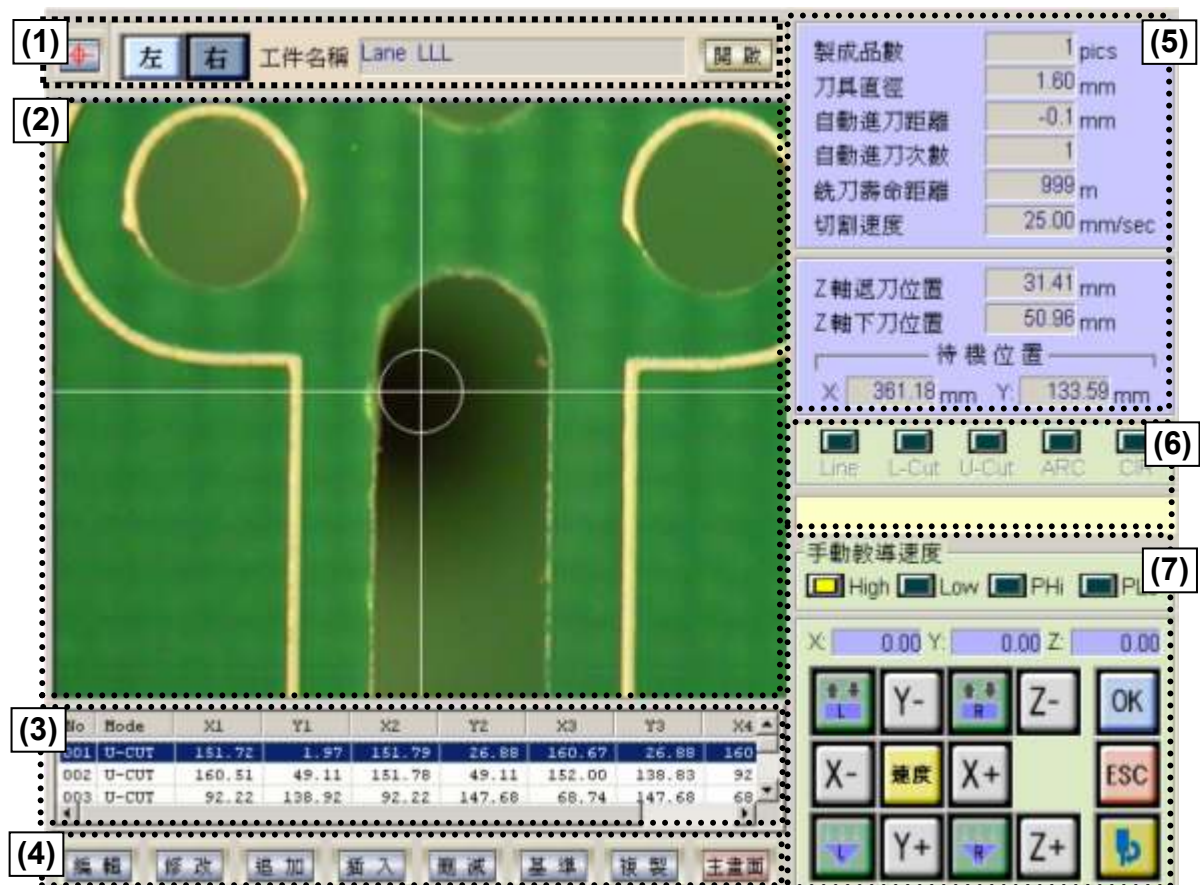 (1)
左 右 工件名稱 Lane LLL 開啟
(2)
(3)
No Mode X1 Y1 X2 Y2 X3 Y3 X4
001 U-CUT 151.72 1.97 151.79 26.88 160.67 26.88 160
002 U-CUT 160.51 49.11 151.78 49.11 152.00 138.83 92
003 U-CUT 92.22 138.92 92.22 147.68 68.74 147.68 68
(4)
編輯 修改 追加 插入 刪減 基準 複製 主畫面
(5)
製成品數 1 pics
刀具直徑 1.60 mm
自動進刀距離 -0.1 mm
自動進刀次數 1
銑刀壽命距離 999 m
切割速度 25.00 mm/sec
Z軸退刀位置 31.41 mm
Z軸下刀位置 50.96 mm
待機位置
X: 361.18 mm Y: 133.59 mm
(6)
Line L-Cut U-Cut ARC CIR
(7)
手動教導速度
High Low PHi
X: 0.00 Y: 0.00 Z: 0.00
L Y- R Z- OK
X- 速度 X+ ESC
L Y+ R Z+